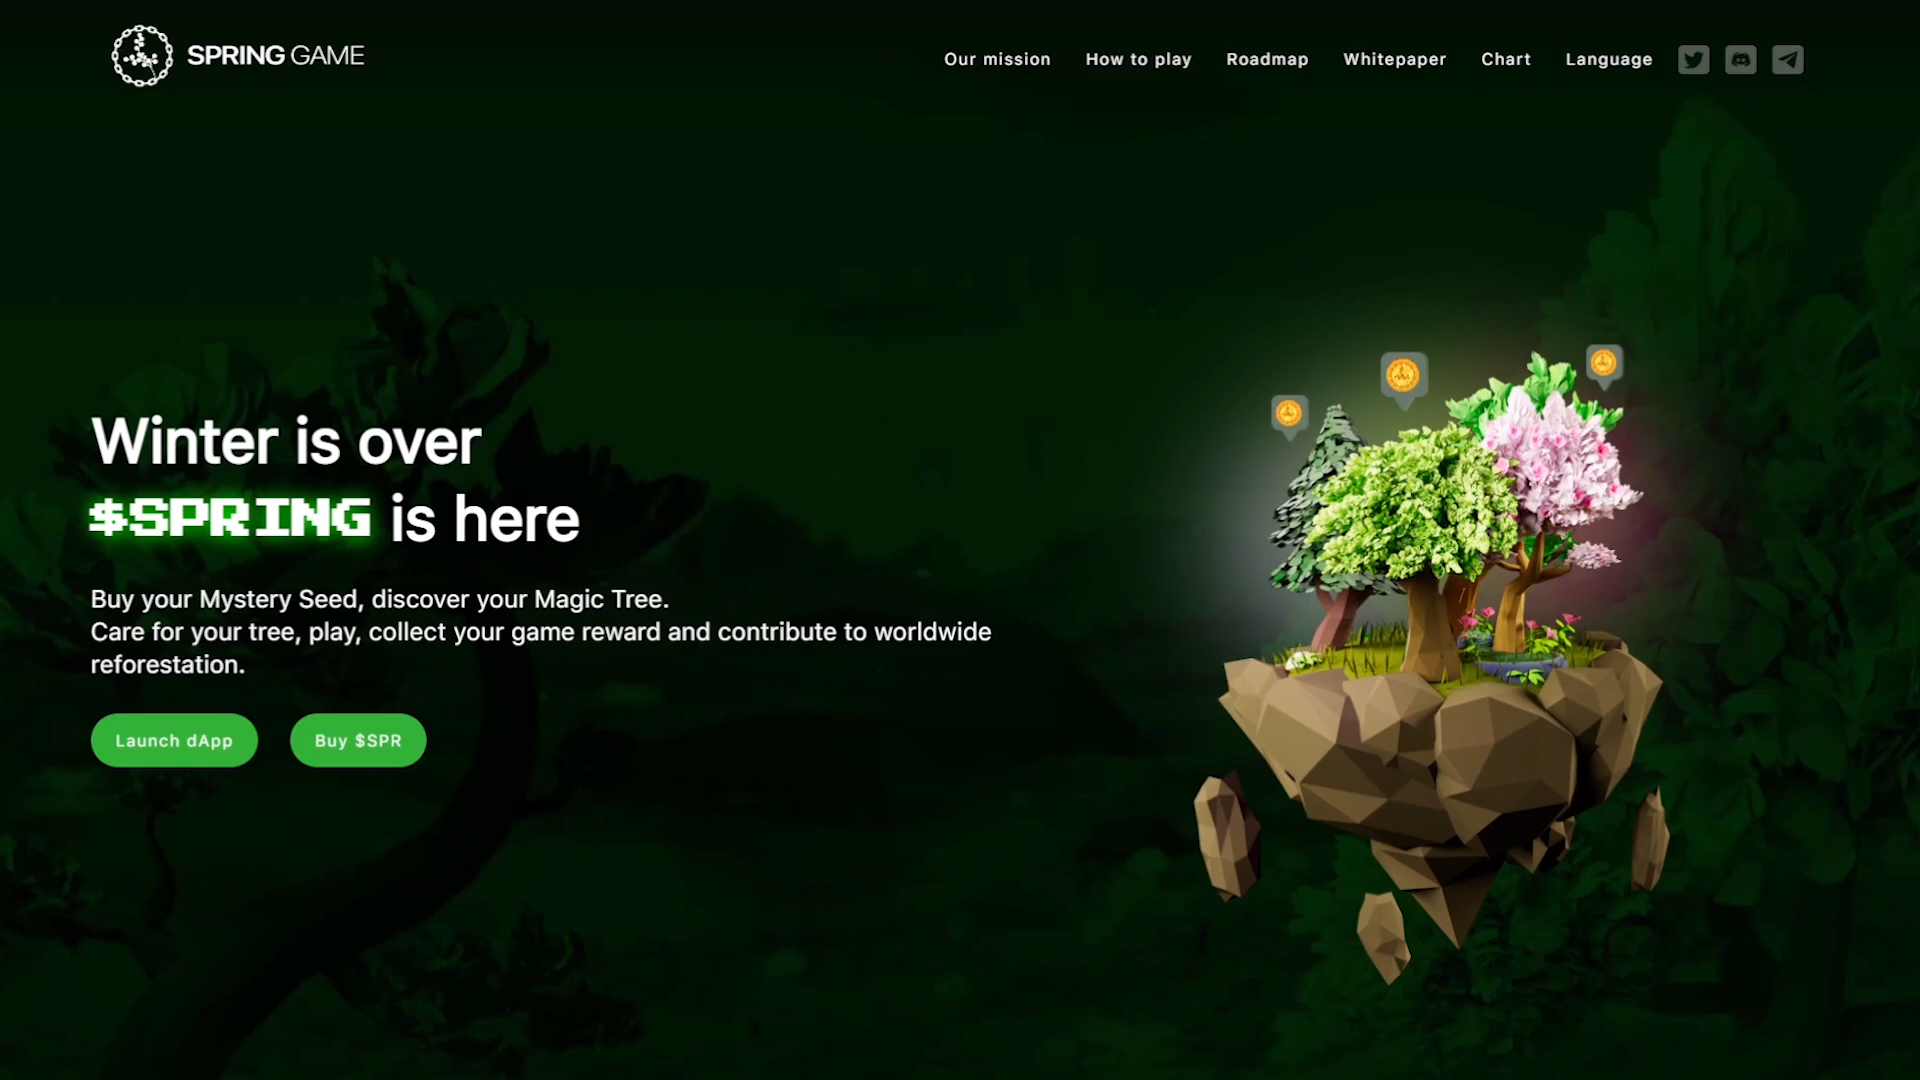 SPRING GAME
Our mission
How to play
Roadmap
Whitepaper
Chart
Language
Winter is over
$SPRING is here
Buy your Mystery Seed, discover your Magic Tree.
Care for your tree, play, collect your game reward and contribute to worldwide
reforestation.
Launch dApp
Buy $SPR